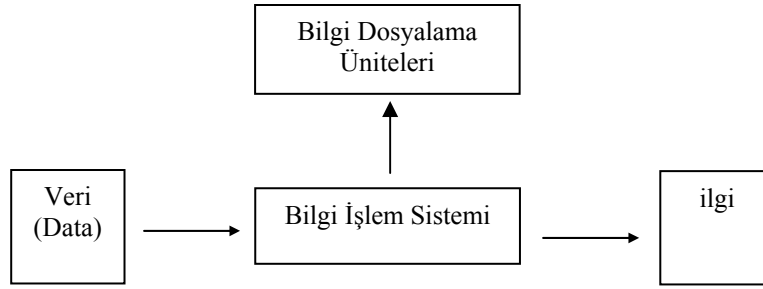 Bilgi Dosyalama
Üniteleri
Veri
(Data)
Bilgi İşlem Sistemi
ilgi